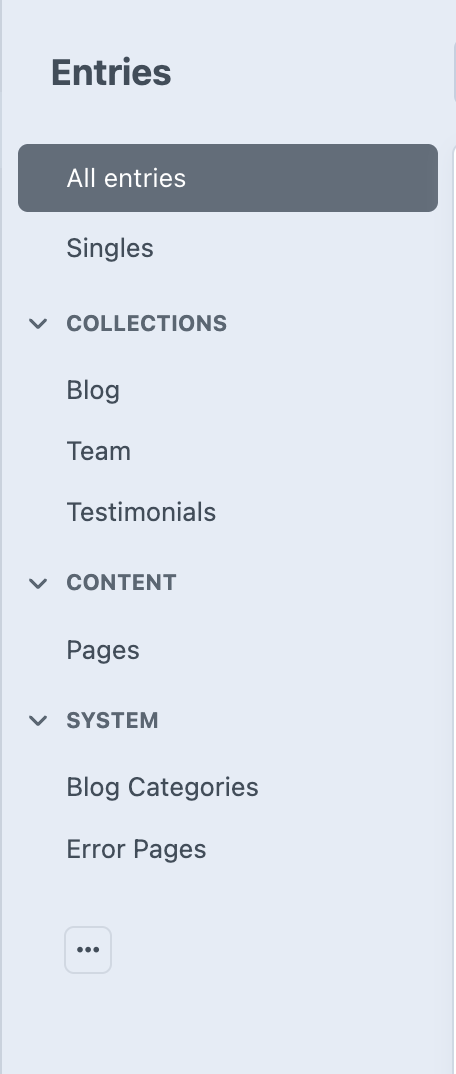 Entries
All entries
Singles
COLLECTIONS
Blog
Team
Testimonials
CONTENT
Pages
SYSTEM
Blog Categories
Error Pages